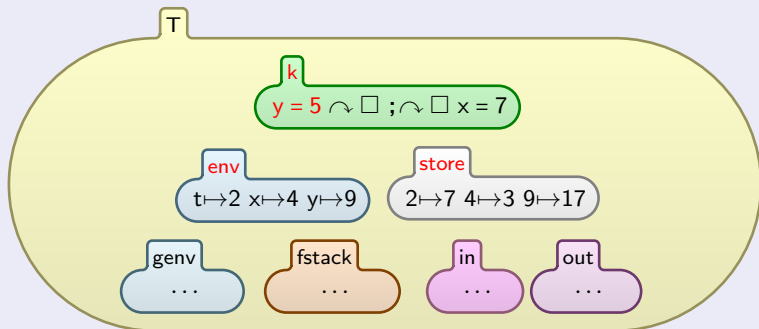 T
k
y = 5 ↷ □ ;↷ □ x = 7
env
store
t↦2 x↦4 y↦9
2↦7 4↦3 9↦17
genv
fstack
in
out
...
...
...
...